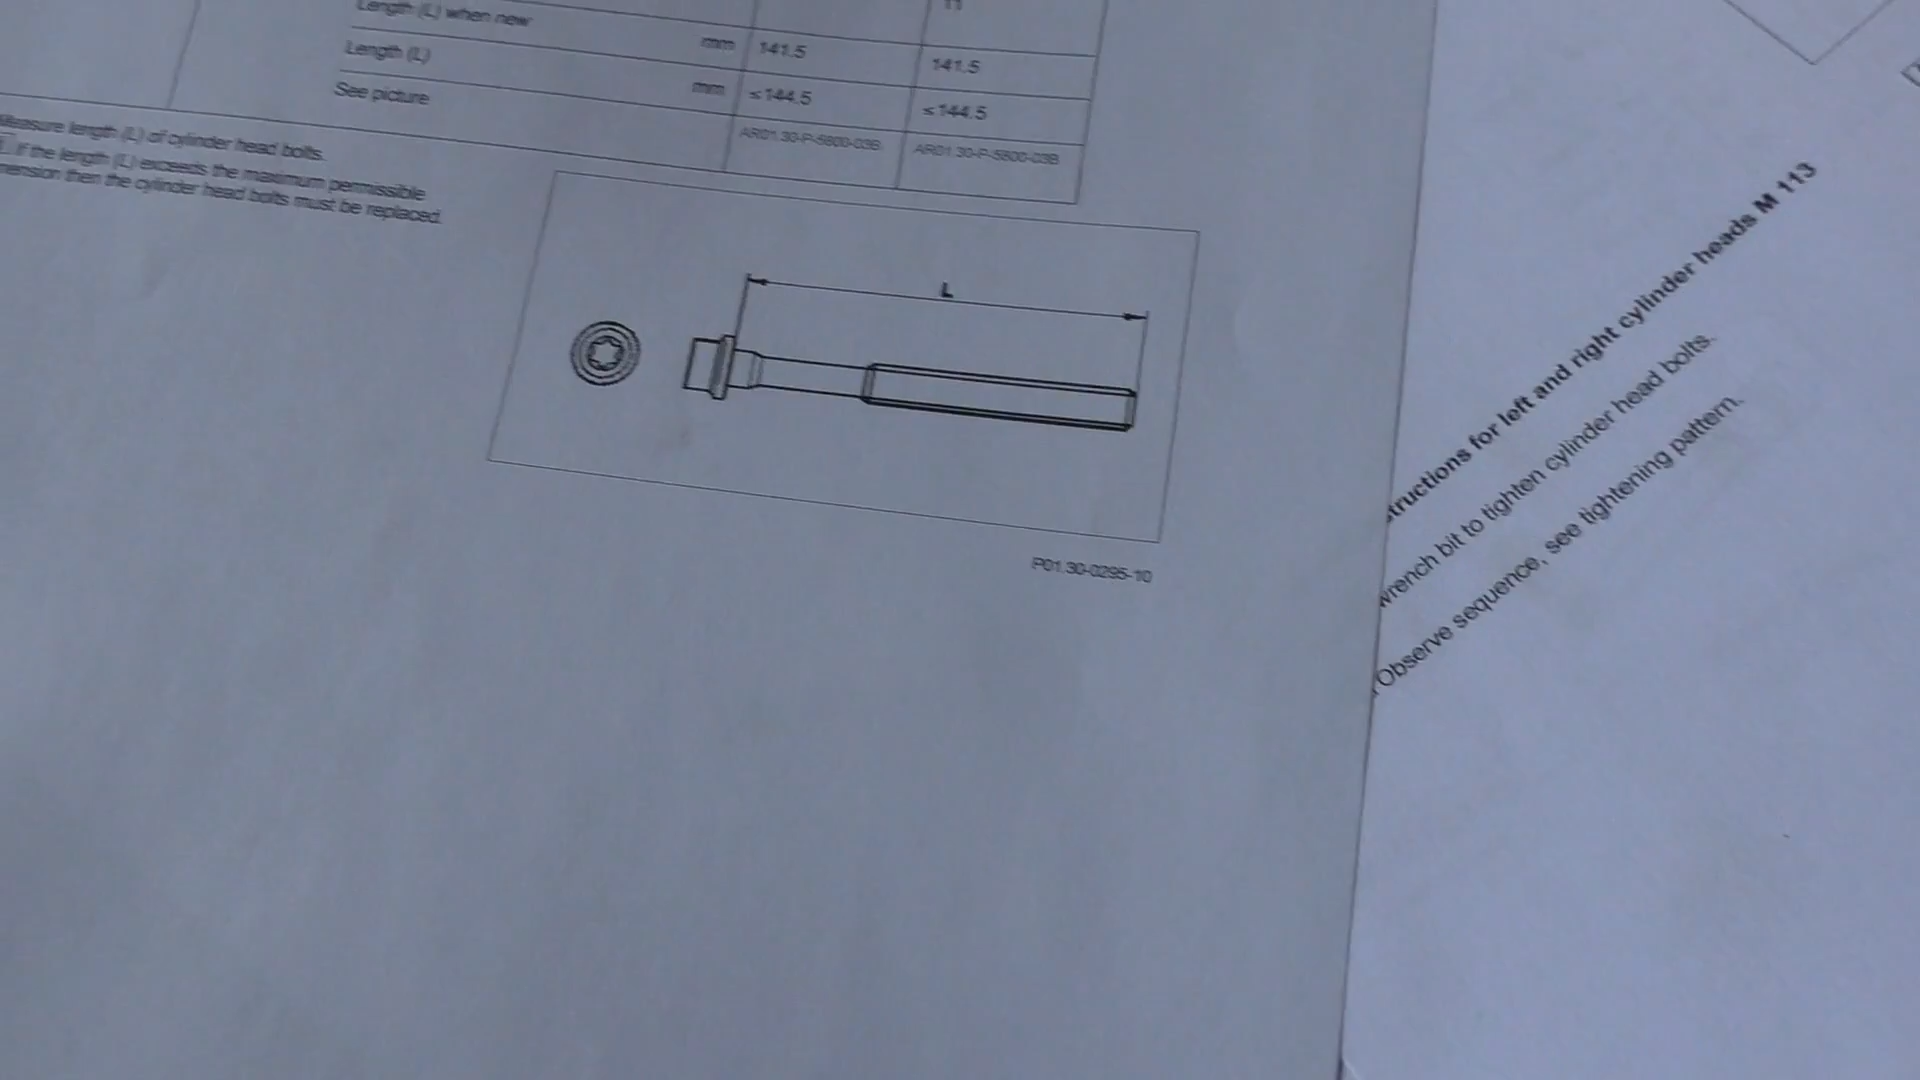 11
Length (L) when new mm 141.5 141.5
Length (L) mm ≤144.5 ≤144.5
See picture AR01.30-P-5800-03B AR01.30-P-5800-03B
Measure length (L) of cylinder head bolts.
If the length (L) exceeds the maximum permissible
mension then the cylinder head bolts must be replaced.
L
P01.30-0295-10
structions for left and right cylinder heads M 113
wrench bit to tighten cylinder head bolts.
Observe sequence, see tightening pattern.